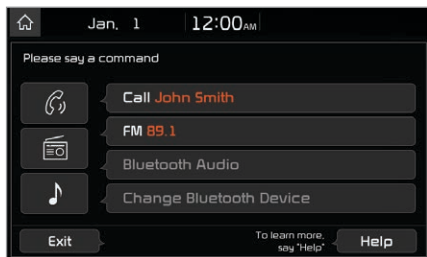 Jan. 1 12:00AM
Please say a command
Call John Smith
FM 89.1
Bluetooth Audio
Change Bluetooth Device
Exit
To learn more,
say "Help"
Help